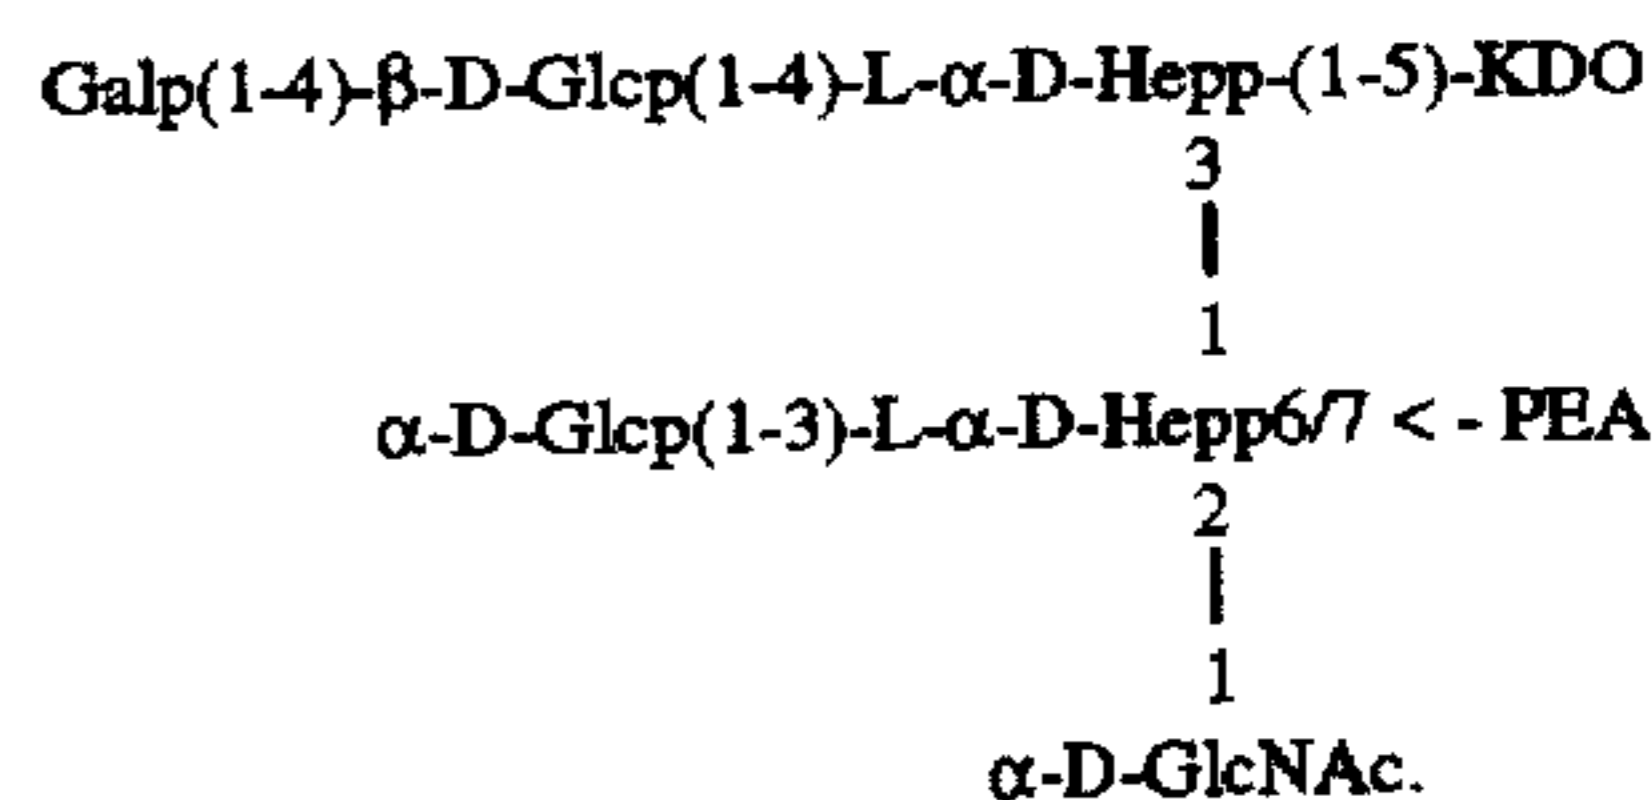 Galp(1-4)-β-D-Glcp(1-4)-L-α-D-Hepp-(1-5)-KDO
3
1
α-D-Glcp(1-3)-L-α-D-Hepp6/7 < - PEA
2
1
α-D-GlcNAc.